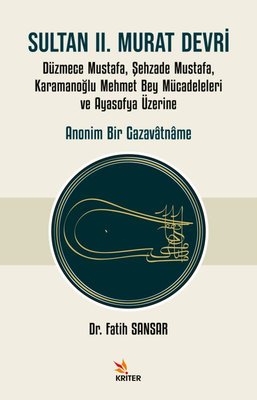 SULTAN II. MURAT DEVRİ
Düzmece Mustafa, Şehzade Mustafa,
Karamanoğlu Mehmet Bey Mücadeleleri
ve Ayasofya Üzerine
Anonim Bir Gazavâtnâme
Dr. Fatih SANSAR
KRİTER